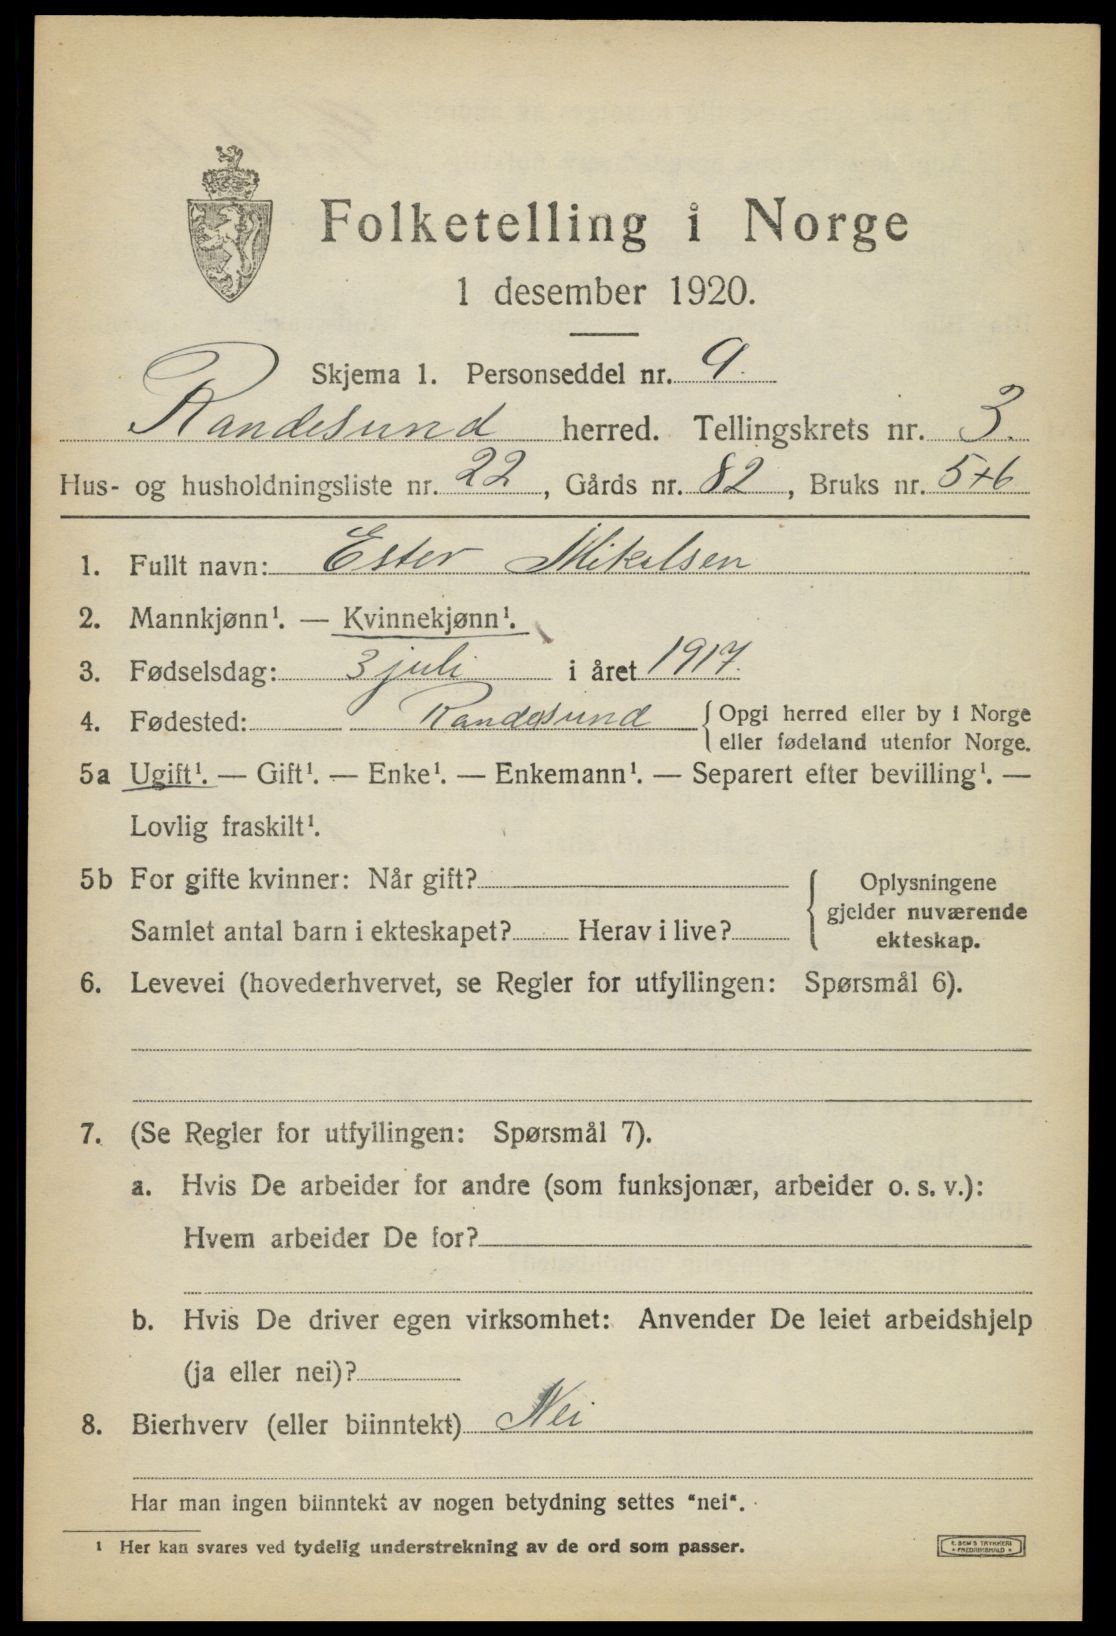 Folketelling i Norge
1 desember 1920.
Skjema 1. Personseddel nr. 9.
Randesund herred. Tellingskrets nr. 3.
Hus- og husholdningsliste nr. 22, Gårds nr. 82, Bruks nr. 5+6
1. Fullt navn: Ester Mikalsen
2. Mannkjønn¹. — Kvinnekjønn¹.
3. Fødselsdag: 3 juli i året 1917.
4. Fødested: Randesund { Opgi herred eller by i Norge
eller fødeland utenfor Norge.
5a Ugift¹. — Gift¹. — Enke¹. — Enkemann¹. — Separert efter bevilling¹. —
Lovlig fraskilt¹.
5b For gifte kvinner: Når gift?
Samlet antal barn i ekteskapet? Herav i live?
{ Oplysningene
gjelder nuværende
ekteskap.
6. Levevei (hovederhvervet, se Regler for utfyllingen: Spørsmål 6).
7. (Se Regler for utfyllingen: Spørsmål 7).
a. Hvis De arbeider for andre (som funksjonær, arbeider o. s. v.):
Hvem arbeider De for?
b. Hvis De driver egen virksomhet: Anvender De leiet arbeidshjelp
(ja eller nei)?
8. Bierhverv (eller biinntekt) Nei
Har man ingen biinntekt av nogen betydning settes "nei".
¹ Her kan svares ved tydelig understrekning av de ord som passer.
E. SEM'S TRYKKERI
* FREDRIKSHALD *